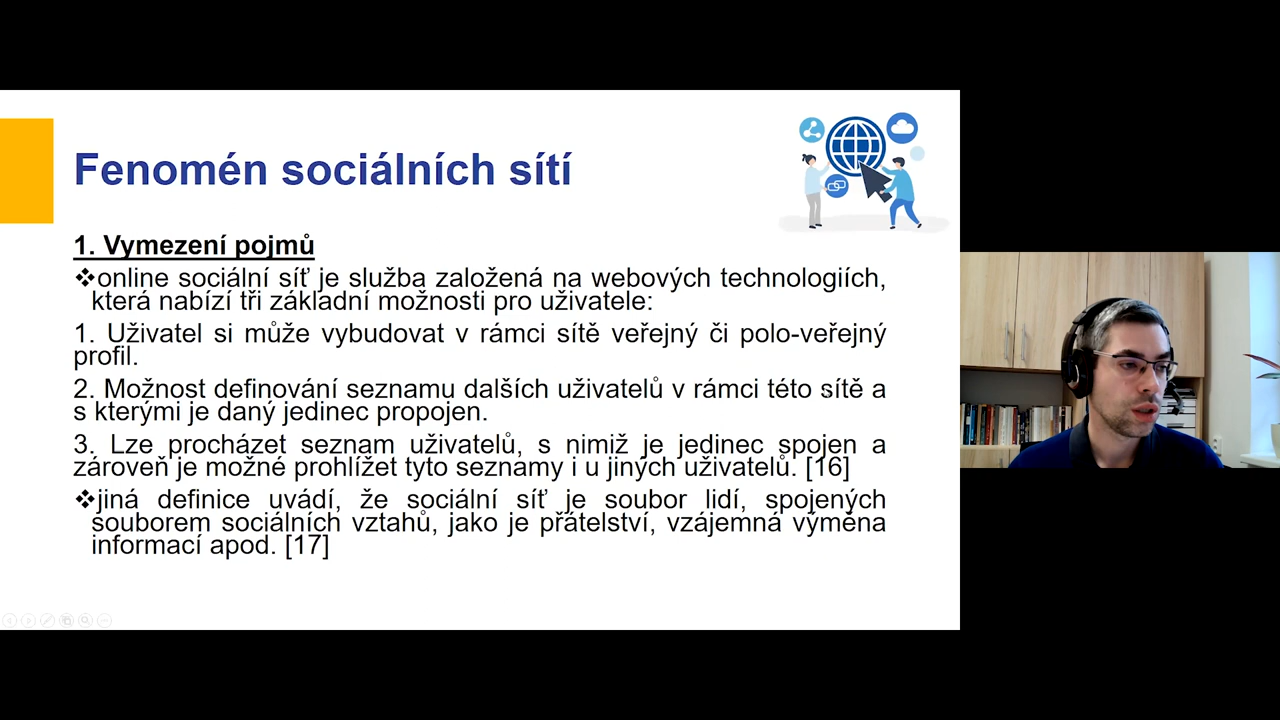 Fenomén sociálních sítí
1. Vymezení pojmů
❖online sociální síť je služba založená na webových technologiích,
která nabízí tři základní možnosti pro uživatele:
1. Uživatel si může vybudovat v rámci sítě veřejný či polo-veřejný
profil.
2. Možnost definování seznamu dalších uživatelů v rámci této sítě a
s kterými je daný jedinec propojen.
3. Lze procházet seznam uživatelů, s nimiž je jedinec spojen a
zároveň je možné prohlížet tyto seznamy i u jiných uživatelů. [16]
❖jiná definice uvádí, že sociální síť je soubor lidí, spojených
souborem sociálních vztahů, jako je přátelství, vzájemná výměna
informací apod. [17]